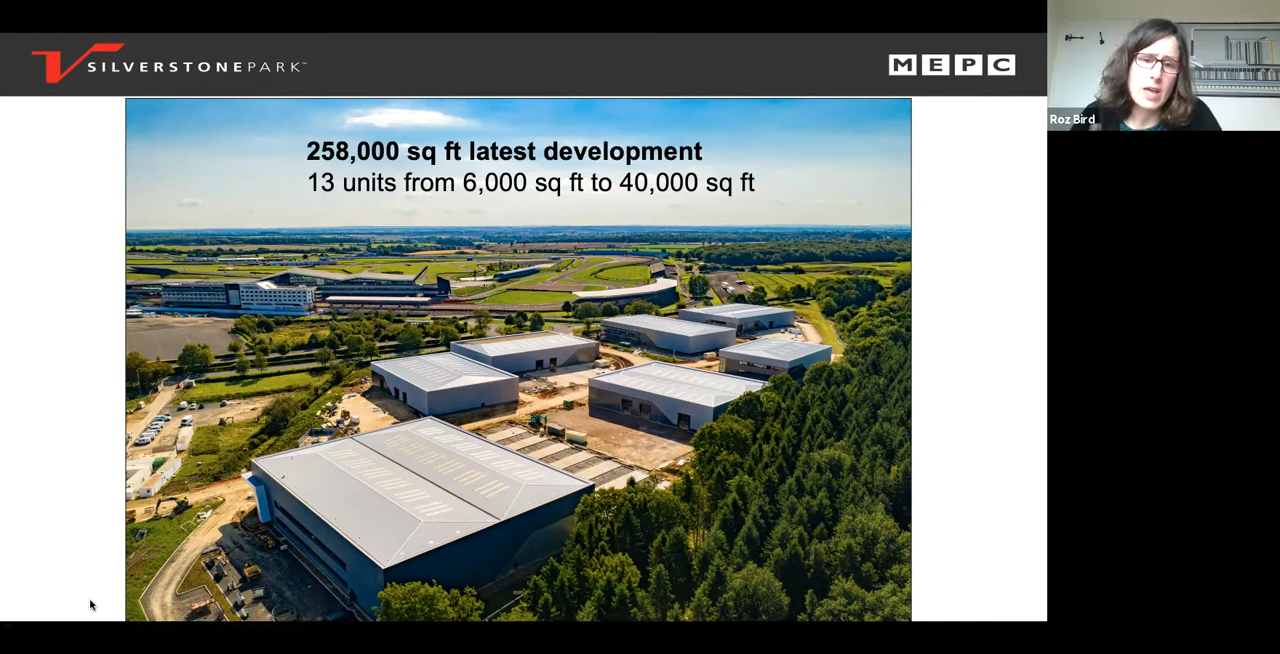 SILVERSTONEPARK™
MEPC
258,000 sq ft latest development
13 units from 6,000 sq ft to 40,000 sq ft
Roz Bird